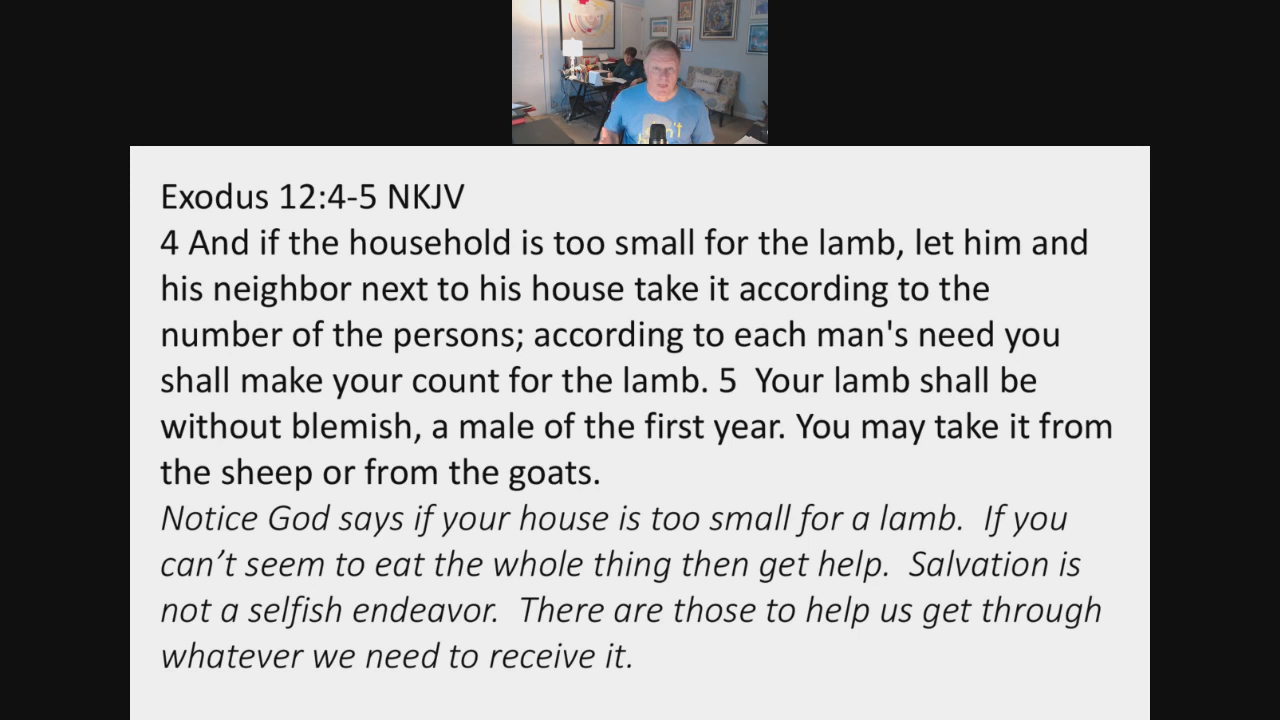 Exodus 12:4-5 NKJV
4 And if the household is too small for the lamb, let him and
his neighbor next to his house take it according to the
number of the persons; according to each man's need you
shall make your count for the lamb. 5  Your lamb shall be
without blemish, a male of the first year. You may take it from
the sheep or from the goats.
Notice God says if your house is too small for a lamb.  If you
can’t seem to eat the whole thing then get help.  Salvation is
not a selfish endeavor.  There are those to help us get through
whatever we need to receive it.